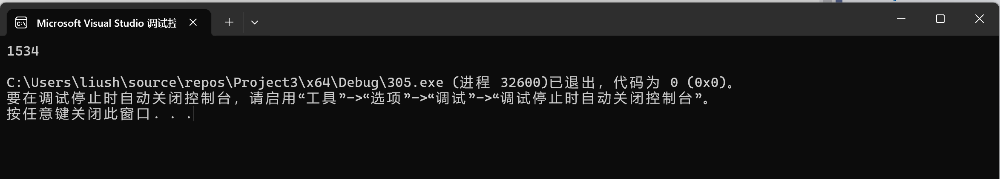 Microsoft Visual Studio 调试控
1534
C:\Users\liush\source\repos\Project3\x64\Debug\305.exe (进程 32600)已退出，代码为 0 (0x0)。
要在调试停止时自动关闭控制台，请启用“工具”->“选项”->“调试”->“调试停止时自动关闭控制台”。
按任意键关闭此窗口. . .